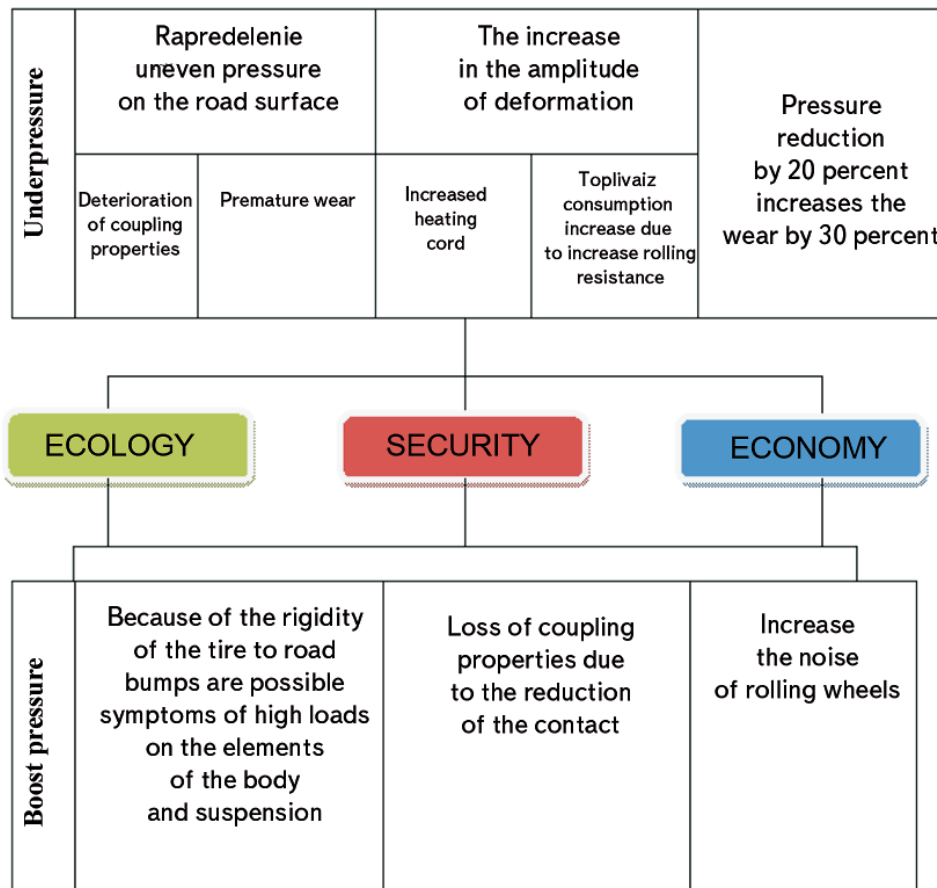 Underpressure
Rapredelenie
uneven pressure
on the road surface
The increase
in the amplitude
of deformation
Pressure
reduction
by 20 percent
increases the
wear by 30 percent
Deterioration
of coupling
properties
Premature wear
Increased
heating
cord
Toplivaiz
consumption
increase due
to increase rolling
resistance
ECOLOGY
SECURITY
ECONOMY
Boost pressure
Because of the rigidity
of the tire to road
bumps are possible
symptoms of high loads
on the elements
of the body
and suspension
Loss of coupling
properties due
to the reduction
of the contact
Increase
the noise
of rolling wheels